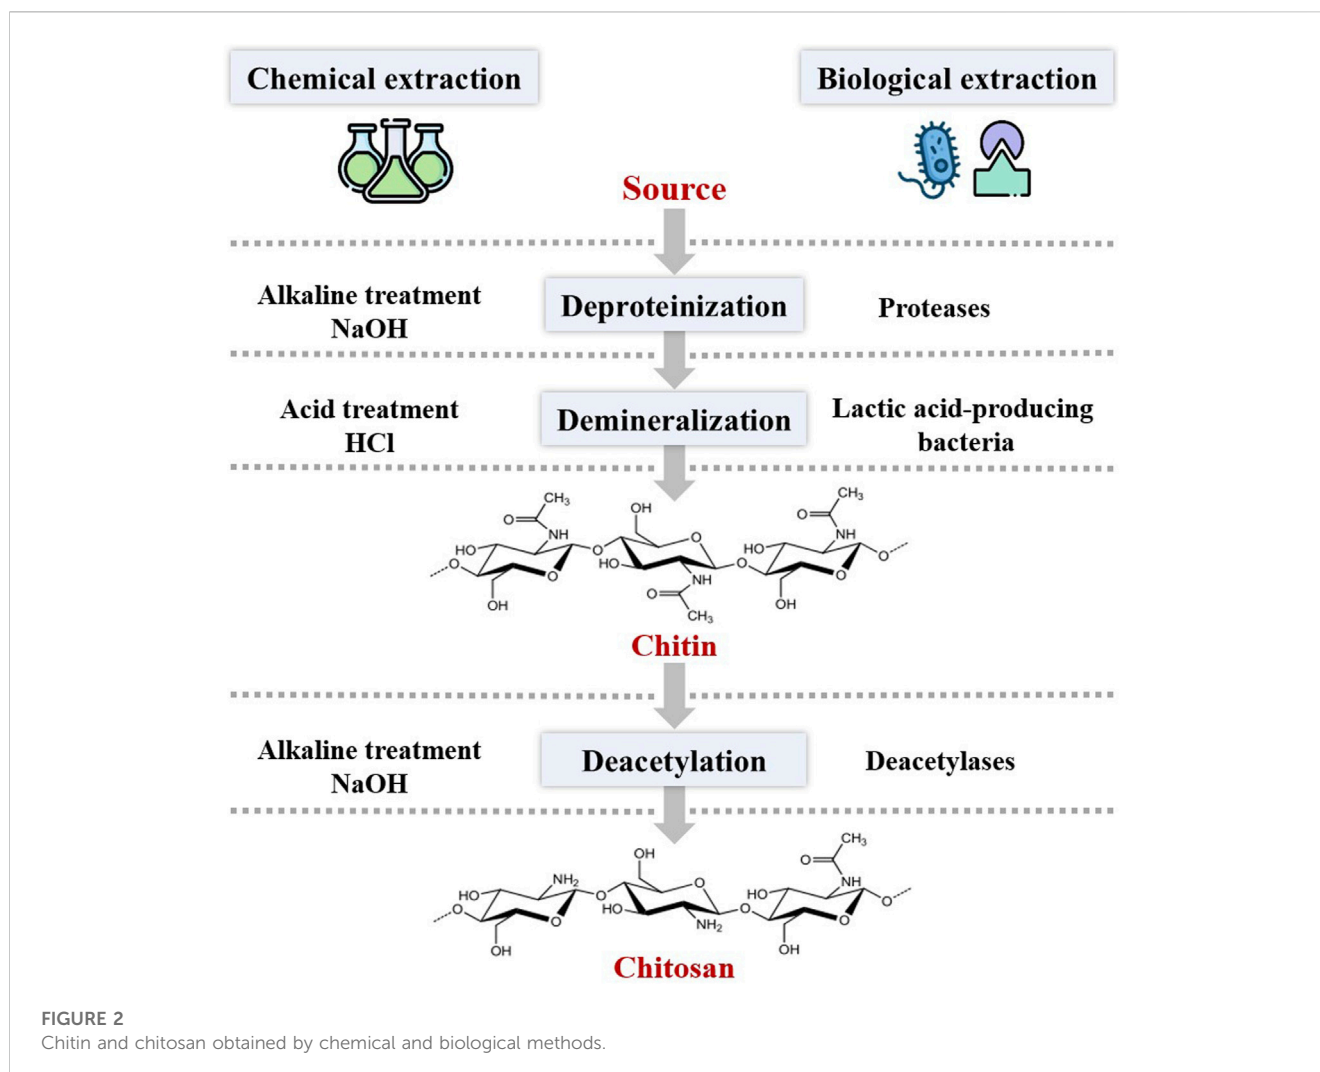 Chemical extraction
Biological extraction
Source
Alkaline treatment
NaOH
Deproteinization
Proteases
Acid treatment
HCl
Demineralization
Lactic acid-producing
bacteria
CH₃
O
NH
HO
O
O
OH
O
OH
O
HO
NH
O
CH₃
O
CH₃
O
NH
HO
O
OH
O
Chitin
Alkaline treatment
NaOH
Deacetylation
Deacetylases
NH₂
HO
O
O
OH
O
OH
O
HO
NH₂
O
CH₃
O
NH
HO
O
OH
O
Chitosan
FIGURE 2
Chitin and chitosan obtained by chemical and biological methods.